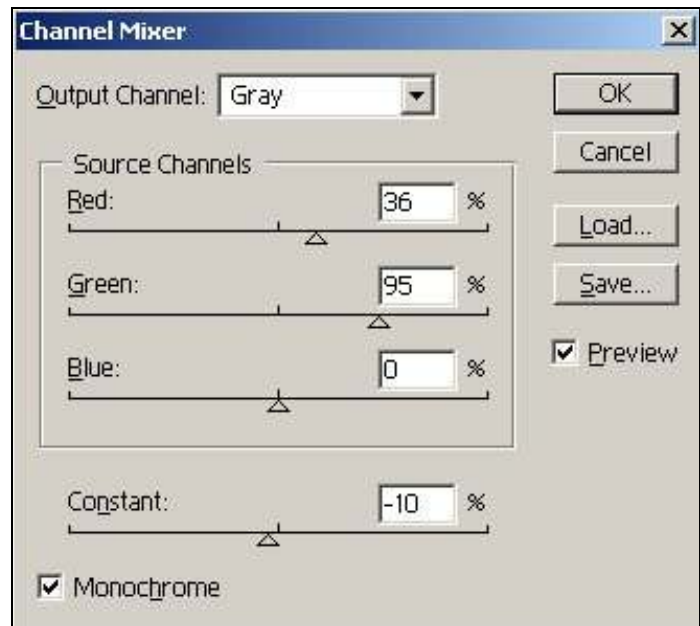 Channel Mixer
Output Channel: Gray
OK
Cancel
Load...
Save...
Preview
Source Channels
Red: 36 %
Green: 95 %
Blue: 0 %
Constant: -10 %
Monochrome